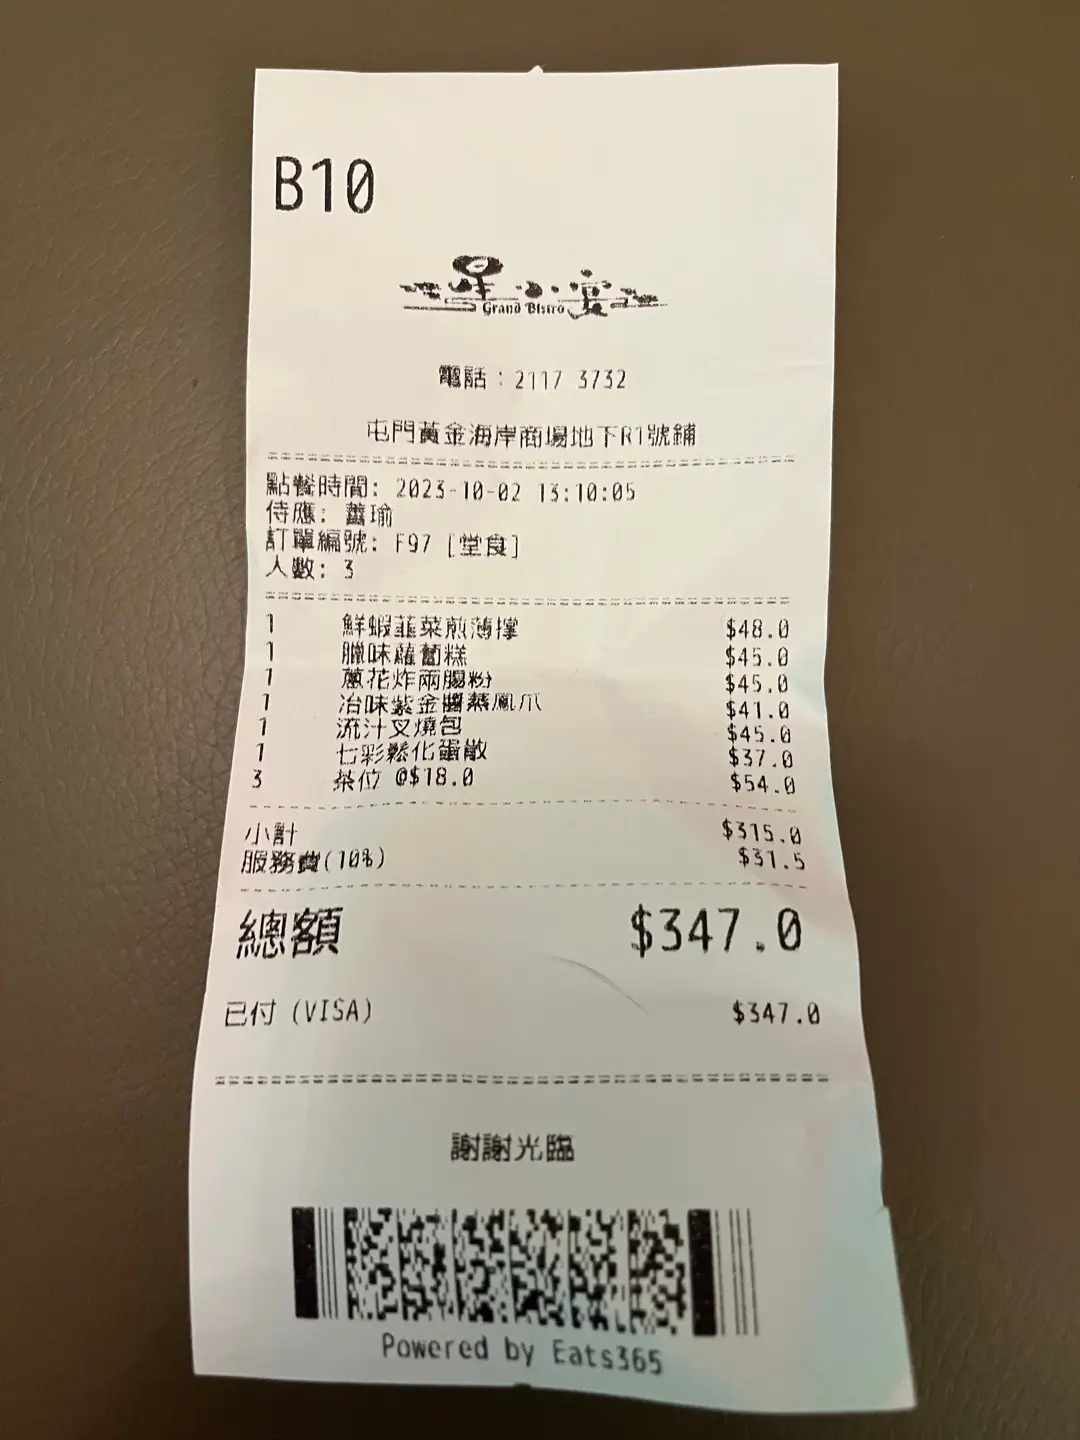 B10
星小宴
Grand Bistro
電話：2117 3732
屯門黃金海岸商場地下R1號鋪
點餐時間: 2023-10-02 13:10:05
侍應: 瑜
訂單編號: F97 [堂食]
人數: 3
1 鮮蝦韮菜煎薄撐 $48.0
1 臘味蘿蔔糕 $45.0
1 蔥花炸兩腸粉 $45.0
1 冶味紫金醬蒸鳳爪 $41.0
1 流汁叉燒包 $45.0
1 七彩鬆化蛋散 $37.0
3 茶位 @$18.0 $54.0
小計 $315.0
服務費(10%) $31.5
總額 $347.0
已付 (VISA) $347.0
謝謝光臨
Powered by Eats365